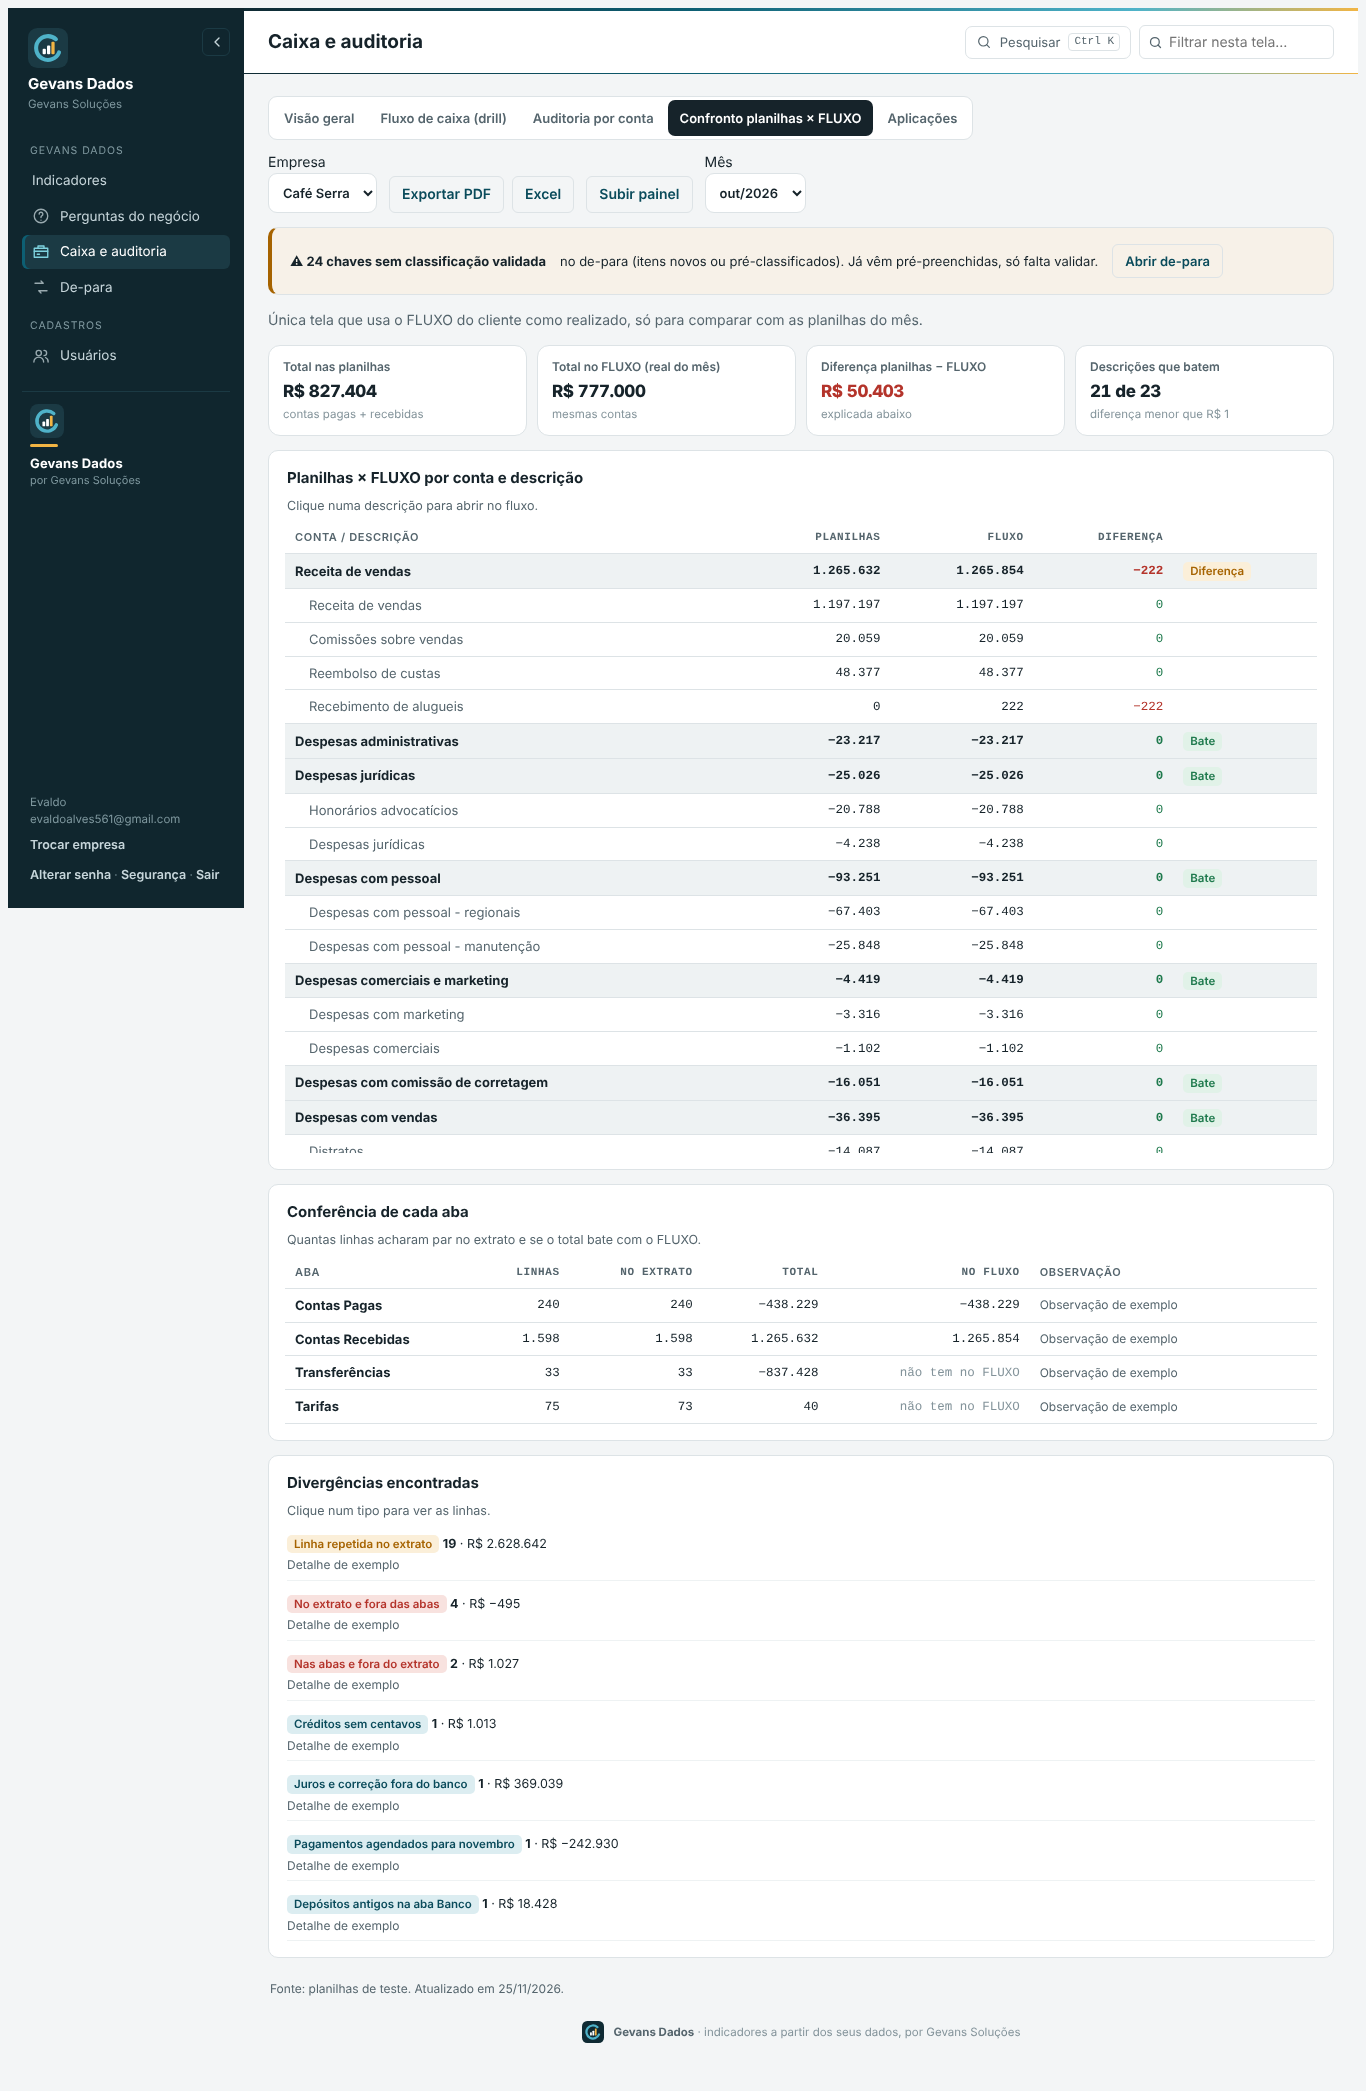 Gevans Dados
Gevans Soluções
GEVANS DADOS
Indicadores
Perguntas do negócio
Caixa e auditoria
De-para
CADASTROS
Usuários
Gevans Dados
por Gevans Soluções
Evaldo
evaldoalves561@gmail.com
Trocar empresa
Alterar senha · Segurança · Sair
Caixa e auditoria
Pesquisar Ctrl K
Filtrar nesta tela...
Visão geral Fluxo de caixa (drill) Auditoria por conta Confronto planilhas × FLUXO Aplicações
Empresa Mês
Café Serra Exportar PDF Excel Subir painel out/2026
⚠ 24 chaves sem classificação validada no de-para (itens novos ou pré-classificados). Já vêm pré-preenchidas, só falta validar. Abrir de-para
Única tela que usa o FLUXO do cliente como realizado, só para comparar com as planilhas do mês.
Total nas planilhas
R$ 827.404
contas pagas + recebidas
Total no FLUXO (real do mês)
R$ 777.000
mesmas contas
Diferença planilhas − FLUXO
R$ 50.403
explicada abaixo
Descrições que batem
21 de 23
diferença menor que R$ 1
Planilhas × FLUXO por conta e descrição
Clique numa descrição para abrir no fluxo.
CONTA / DESCRIÇÃO PLANILHAS FLUXO DIFERENÇA
Receita de vendas 1.265.632 1.265.854 −222 Diferença
Receita de vendas 1.197.197 1.197.197 0
Comissões sobre vendas 20.059 20.059 0
Reembolso de custas 48.377 48.377 0
Recebimento de alugueis 0 222 −222
Despesas administrativas −23.217 −23.217 0 Bate
Despesas jurídicas −25.026 −25.026 0 Bate
Honorários advocatícios −20.788 −20.788 0
Despesas jurídicas −4.238 −4.238 0
Despesas com pessoal −93.251 −93.251 0 Bate
Despesas com pessoal - regionais −67.403 −67.403 0
Despesas com pessoal - manutenção −25.848 −25.848 0
Despesas comerciais e marketing −4.419 −4.419 0 Bate
Despesas com marketing −3.316 −3.316 0
Despesas comerciais −1.102 −1.102 0
Despesas com comissão de corretagem −16.051 −16.051 0 Bate
Despesas com vendas −36.395 −36.395 0 Bate
Distratos −14.087 −14.087 0
Conferência de cada aba
Quantas linhas acharam par no extrato e se o total bate com o FLUXO.
ABA LINHAS NO EXTRATO TOTAL NO FLUXO OBSERVAÇÃO
Contas Pagas 240 240 −438.229 −438.229 Observação de exemplo
Contas Recebidas 1.598 1.598 1.265.632 1.265.854 Observação de exemplo
Transferências 33 33 −837.428 não tem no FLUXO Observação de exemplo
Tarifas 75 73 40 não tem no FLUXO Observação de exemplo
Divergências encontradas
Clique num tipo para ver as linhas.
Linha repetida no extrato 19 · R$ 2.628.642
Detalhe de exemplo
No extrato e fora das abas 4 · R$ −495
Detalhe de exemplo
Nas abas e fora do extrato 2 · R$ 1.027
Detalhe de exemplo
Créditos sem centavos 1 · R$ 1.013
Detalhe de exemplo
Juros e correção fora do banco 1 · R$ 369.039
Detalhe de exemplo
Pagamentos agendados para novembro 1 · R$ −242.930
Detalhe de exemplo
Depósitos antigos na aba Banco 1 · R$ 18.428
Detalhe de exemplo
Fonte: planilhas de teste. Atualizado em 25/11/2026.
Gevans Dados · indicadores a partir dos seus dados, por Gevans Soluções